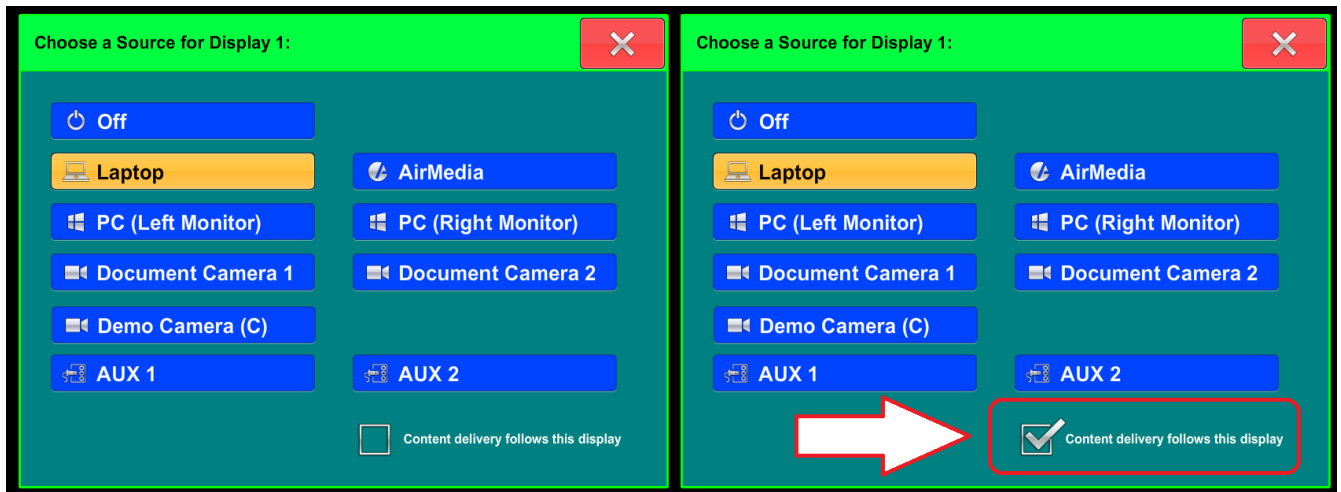 Choose a Source for Display 1:
Off
Laptop
AirMedia
PC (Left Monitor)
PC (Right Monitor)
Document Camera 1
Document Camera 2
Demo Camera (C)
AUX 1
AUX 2
Content delivery follows this display
Choose a Source for Display 1:
Off
Laptop
AirMedia
PC (Left Monitor)
PC (Right Monitor)
Document Camera 1
Document Camera 2
Demo Camera (C)
AUX 1
AUX 2
Content delivery follows this display